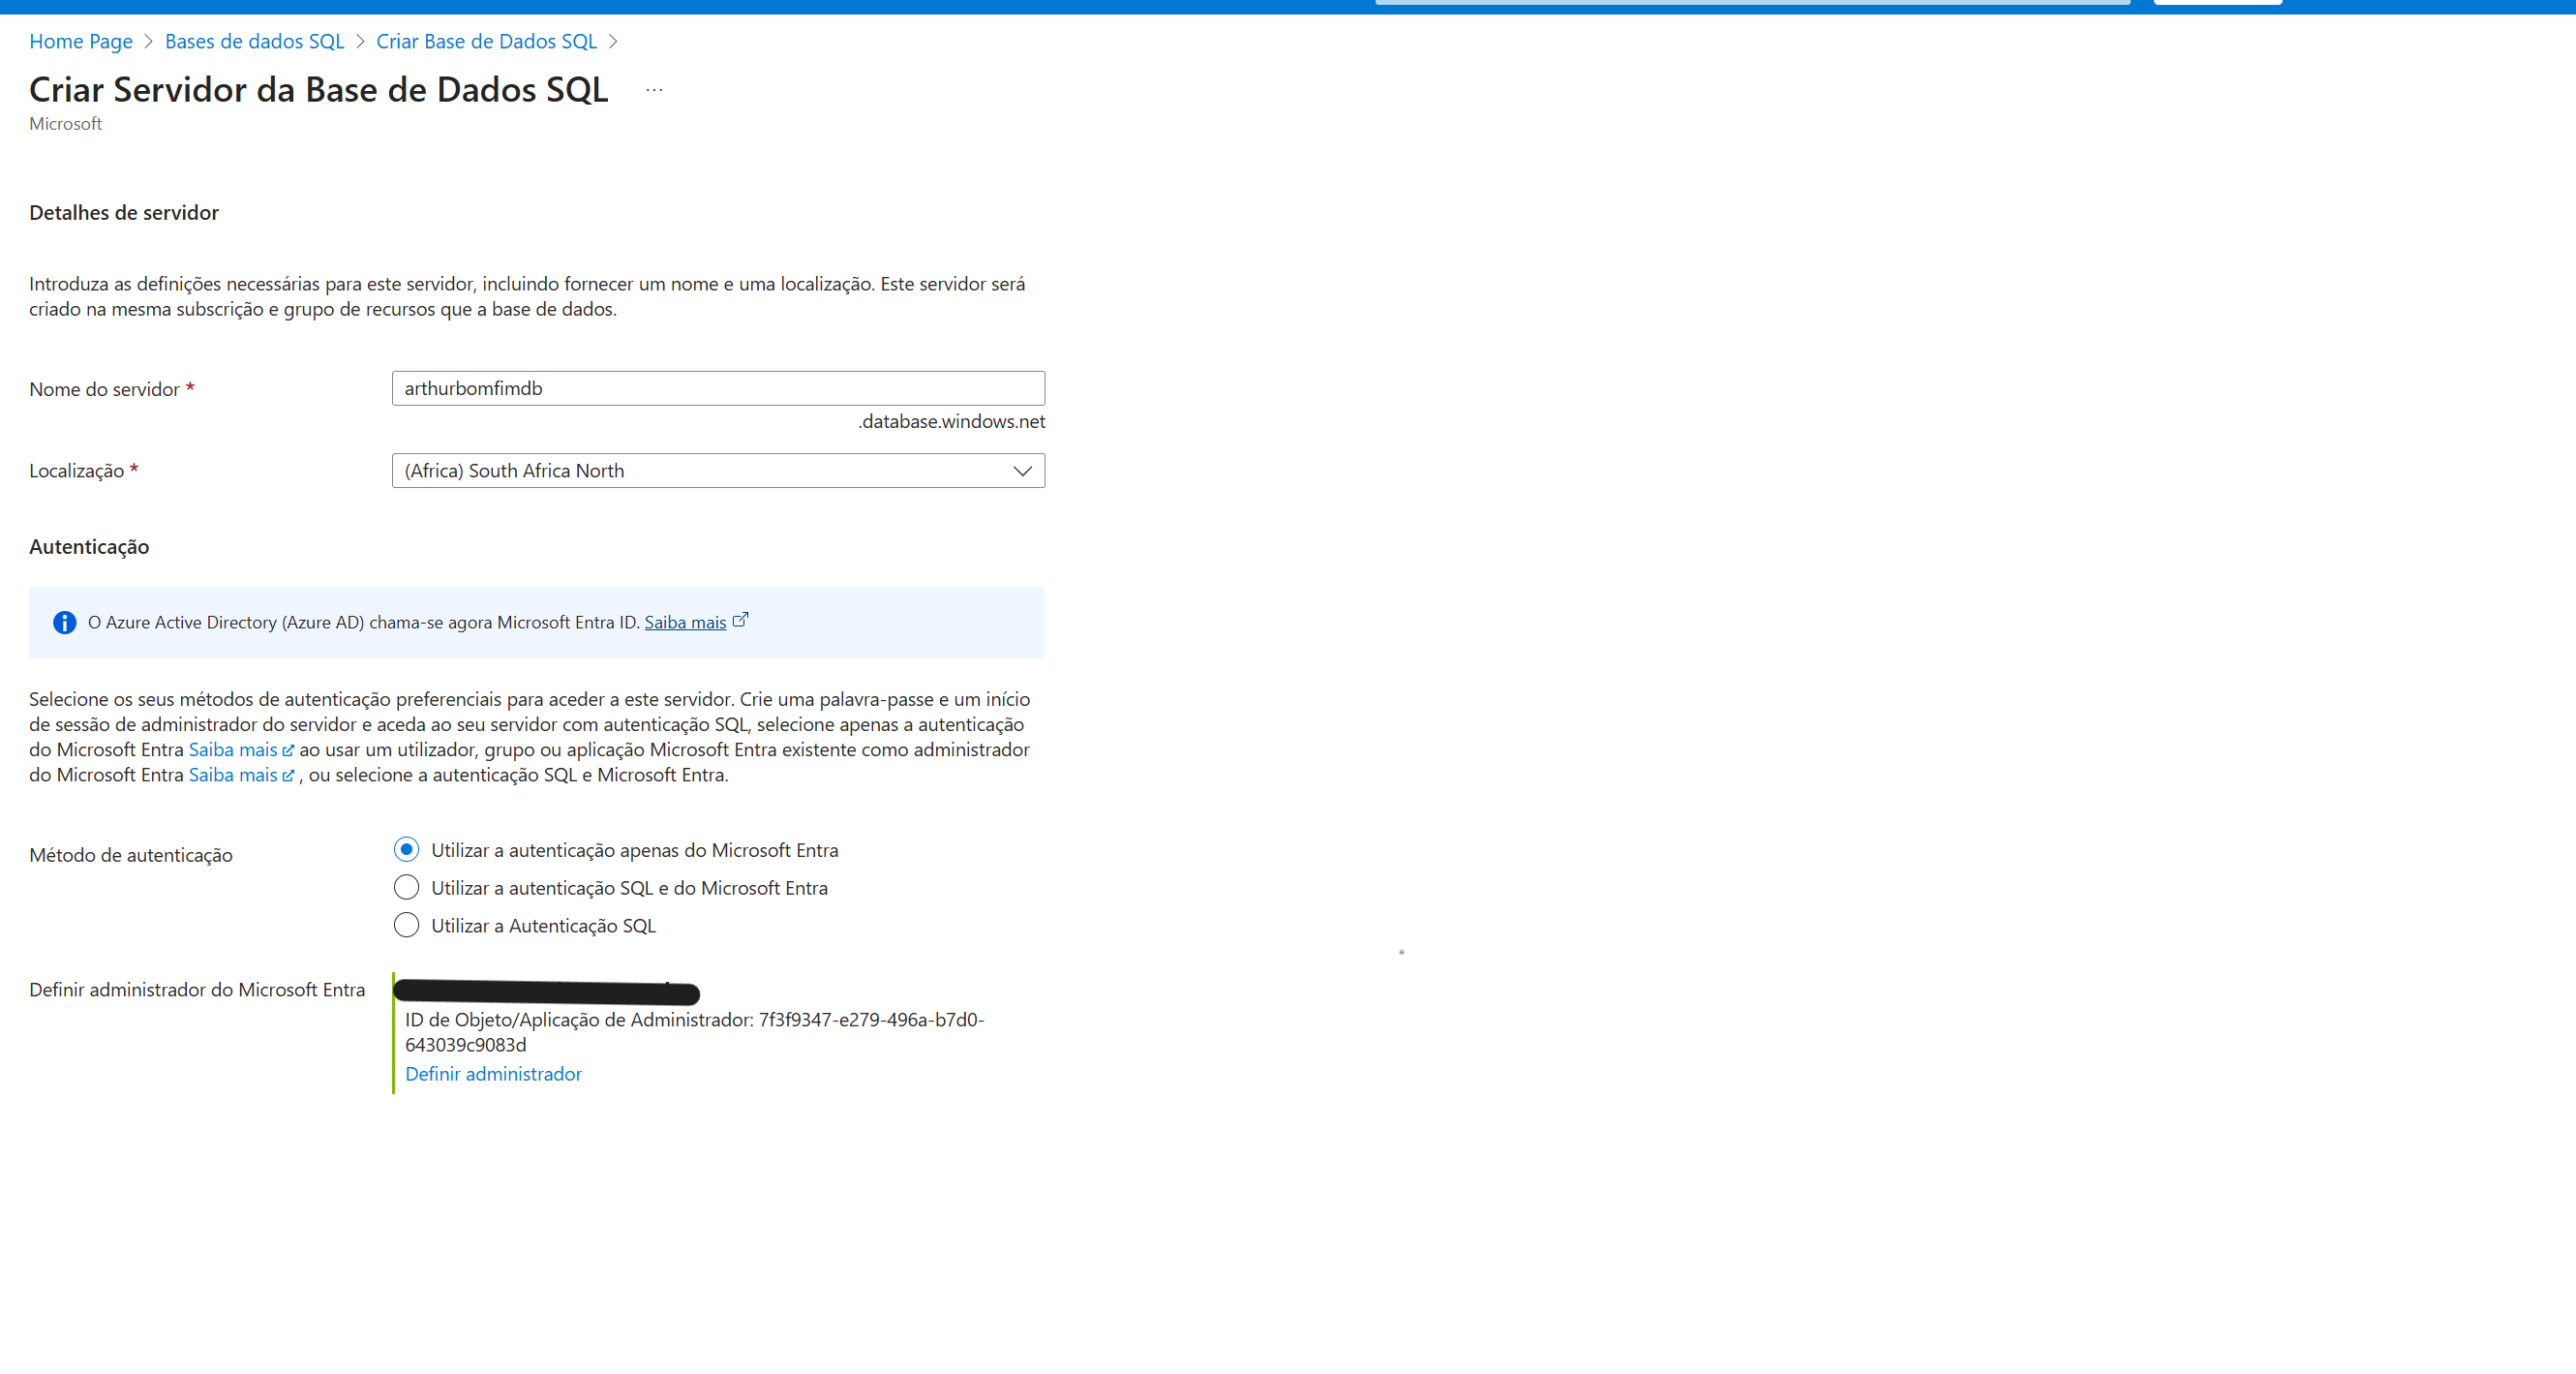 Home Page > Bases de dados SQL > Criar Base de Dados SQL >
Criar Servidor da Base de Dados SQL ...
Microsoft
Detalhes de servidor
Introduza as definições necessárias para este servidor, incluindo fornecer um nome e uma localização. Este servidor será
criado na mesma subscrição e grupo de recursos que a base de dados.
Nome do servidor *
arthurbomfimdb
.database.windows.net
Localização *
(Africa) South Africa North
Autenticação
O Azure Active Directory (Azure AD) chama-se agora Microsoft Entra ID. Saiba mais
Selecione os seus métodos de autenticação preferenciais para aceder a este servidor. Crie uma palavra-passe e um início
de sessão de administrador do servidor e aceda ao seu servidor com autenticação SQL, selecione apenas a autenticação
do Microsoft Entra Saiba mais ao usar um utilizador, grupo ou aplicação Microsoft Entra existente como administrador
do Microsoft Entra Saiba mais , ou selecione a autenticação SQL e Microsoft Entra.
Método de autenticação
Utilizar a autenticação apenas do Microsoft Entra
Utilizar a autenticação SQL e do Microsoft Entra
Utilizar a Autenticação SQL
Definir administrador do Microsoft Entra
ID de Objeto/Aplicação de Administrador: 7f3f9347-e279-496a-b7d0-
643039c9083d
Definir administrador